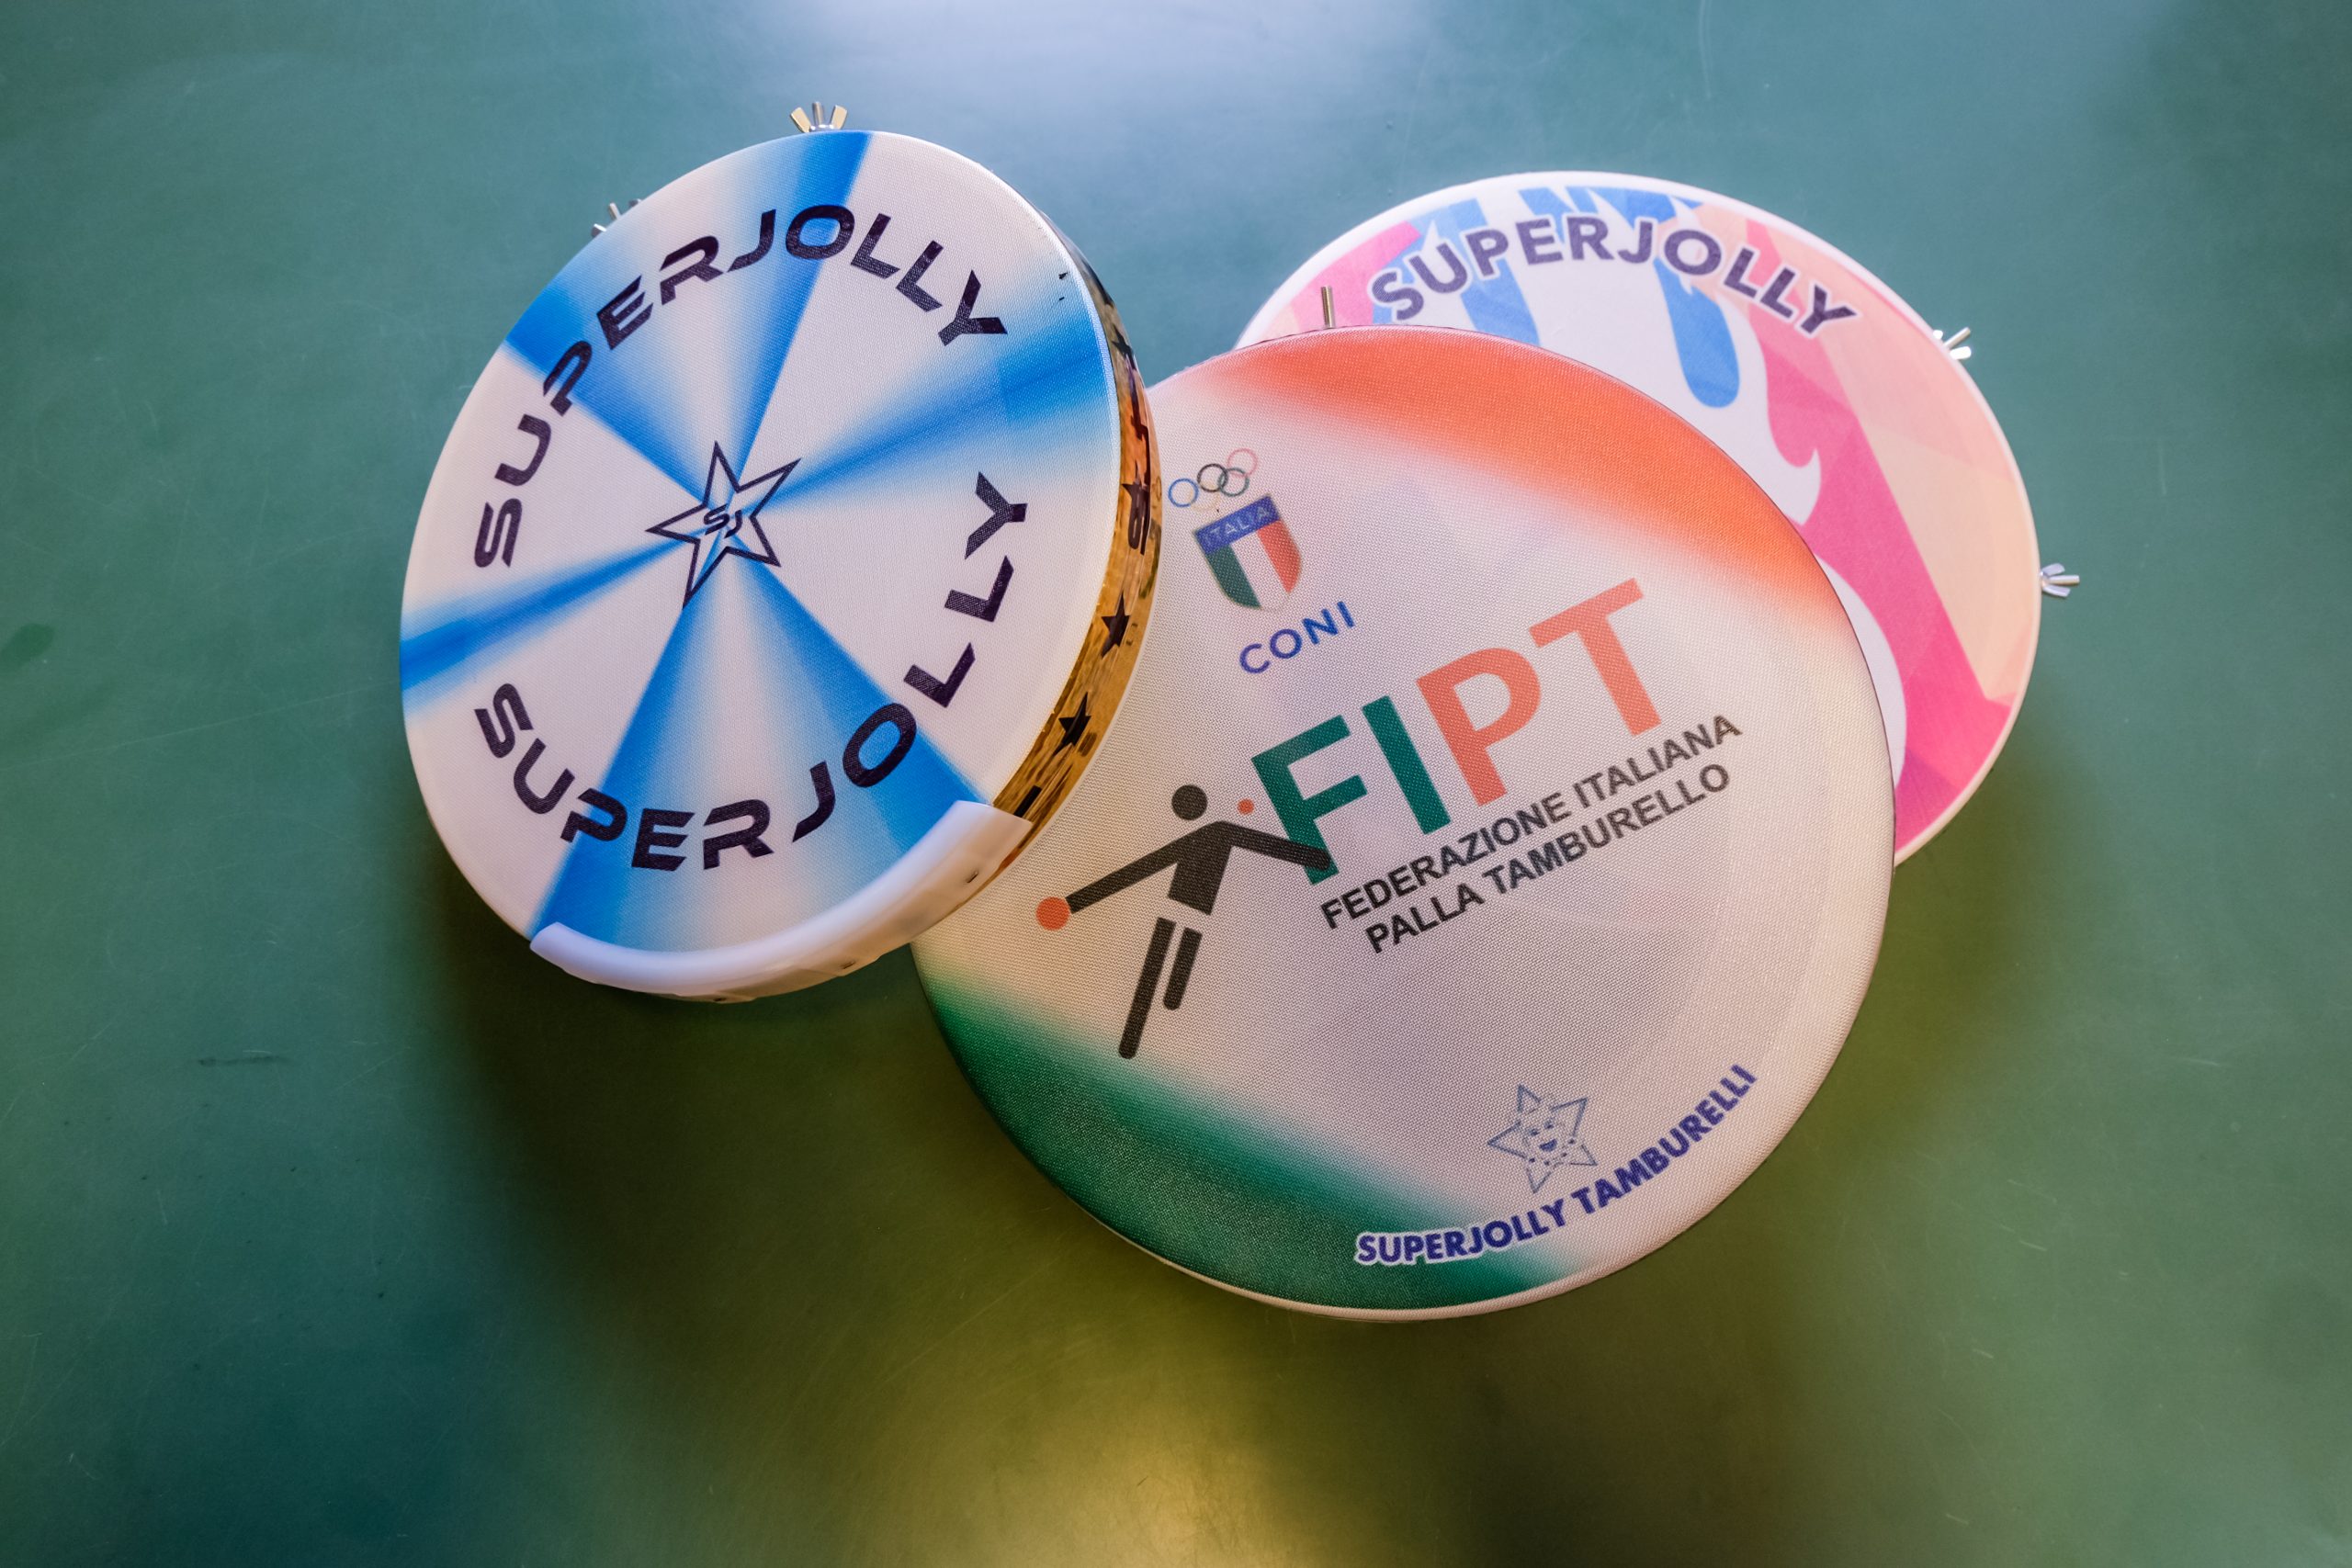 SUPERJOLLY
SJ
SUPERJOLLY
SUPERJOLLY
ITALIA
CONI
FIPT
FEDERAZIONE ITALIANA
PALLA TAMBURELLO
SUPERJOLLY TAMBURELLI